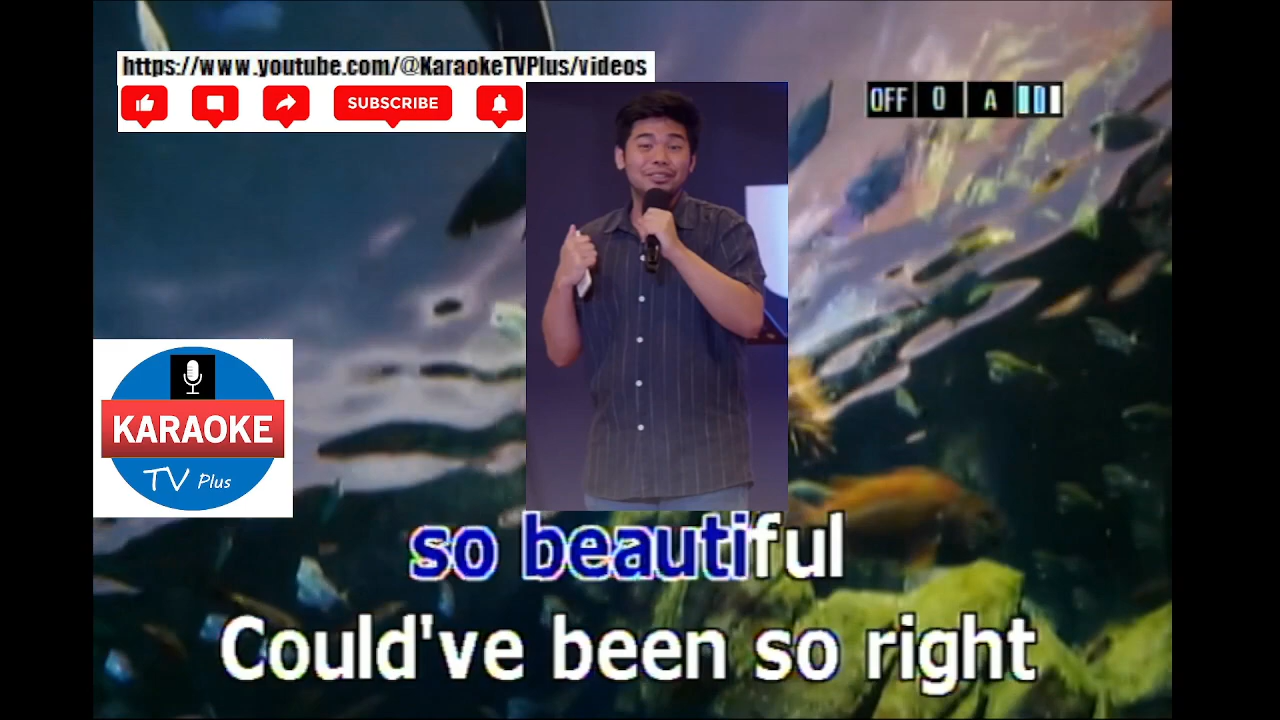 https://www.youtube.com/@KaraokeTVPlus/videos
SUBSCRIBE
OFF 0 A
KARAOKE
TV Plus
so beautiful
Could've been so right